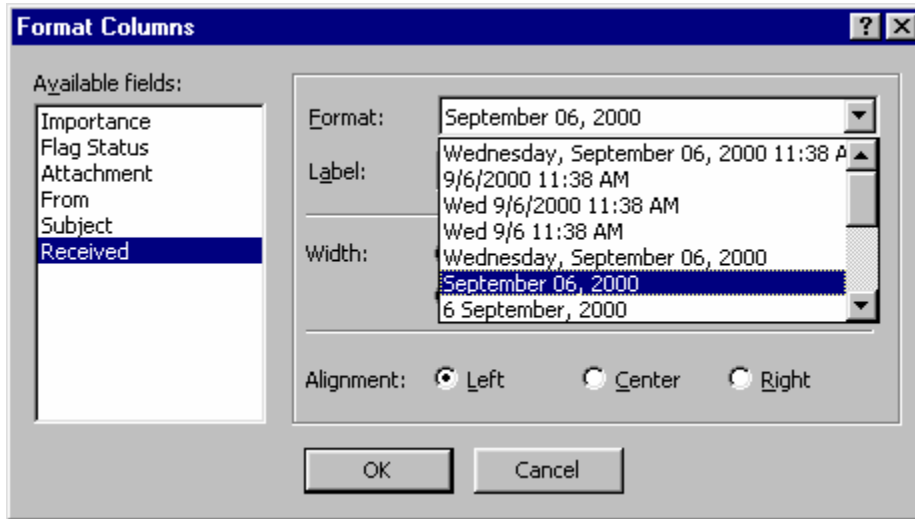 Format Columns
Available fields:
Importance
Flag Status
Attachment
From
Subject
Received
Format:
September 06, 2000
Wednesday, September 06, 2000 11:38 A
9/6/2000 11:38 AM
Wed 9/6/2000 11:38 AM
Wed 9/6 11:38 AM
Wednesday, September 06, 2000
September 06, 2000
6 September, 2000
Label:
Width:
Alignment:
Left
Center
Right
OK
Cancel